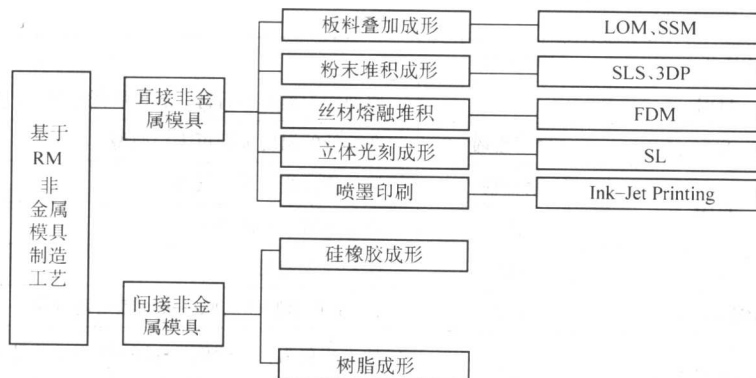 基于
RM
非
金属
模具
制造
工艺
直接非金
属模具
板料叠加成形
LOM、SSM
粉末堆积成形
SLS、3DP
丝材熔融堆积
FDM
立体光刻成形
SL
喷墨印刷
Ink–Jet Printing
间接非金
属模具
硅橡胶成形
树脂成形